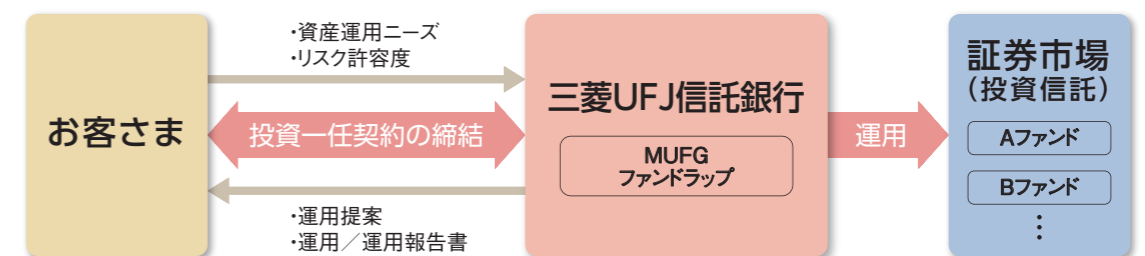 お客さま
・資産運用ニーズ
・リスク許容度
投資一任契約の締結
・運用提案
・運用／運用報告書
三菱UFJ信託銀行
MUFG
ファンドラップ
運用
証券市場
（投資信託）
Aファンド
Bファンド
⋮